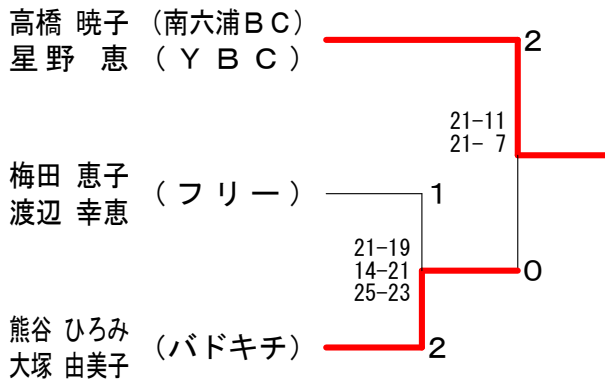 高橋 暁子 (南六浦BC)
星野 恵 (YBC)
2
21-11
21- 7
梅田 恵子
渡辺 幸恵
(フリー)
1
21-19
14-21
25-23
0
熊谷 ひろみ
大塚 由美子
(バドキチ)
2